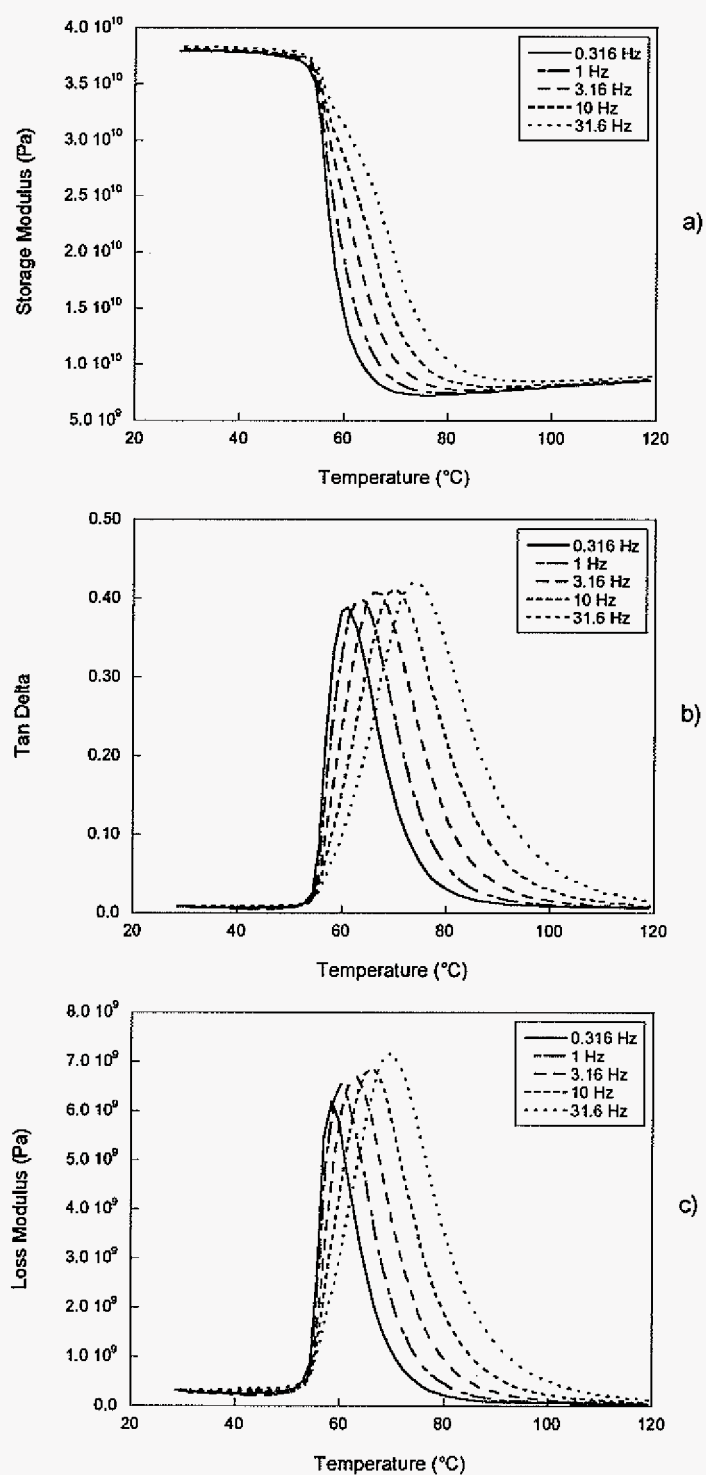 4.0 10¹⁰
3.5 10¹⁰
3.0 10¹⁰
2.5 10¹⁰
2.0 10¹⁰
1.5 10¹⁰
1.0 10¹⁰
5.0 10⁹
Storage Modulus (Pa)
0.316 Hz
1 Hz
3.16 Hz
10 Hz
31.6 Hz
a)
20 40 60 80 100 120
Temperature (°C)
0.50
0.40
0.30
0.20
0.10
0.0
Tan Delta
0.316 Hz
1 Hz
3.16 Hz
10 Hz
31.6 Hz
b)
20 40 60 80 100 120
Temperature (°C)
8.0 10⁹
7.0 10⁹
6.0 10⁹
5.0 10⁹
4.0 10⁹
3.0 10⁹
2.0 10⁹
1.0 10⁹
0.0
Loss Modulus (Pa)
0.316 Hz
1 Hz
3.16 Hz
10 Hz
31.6 Hz
c)
20 40 60 80 100 120
Temperature (°C)